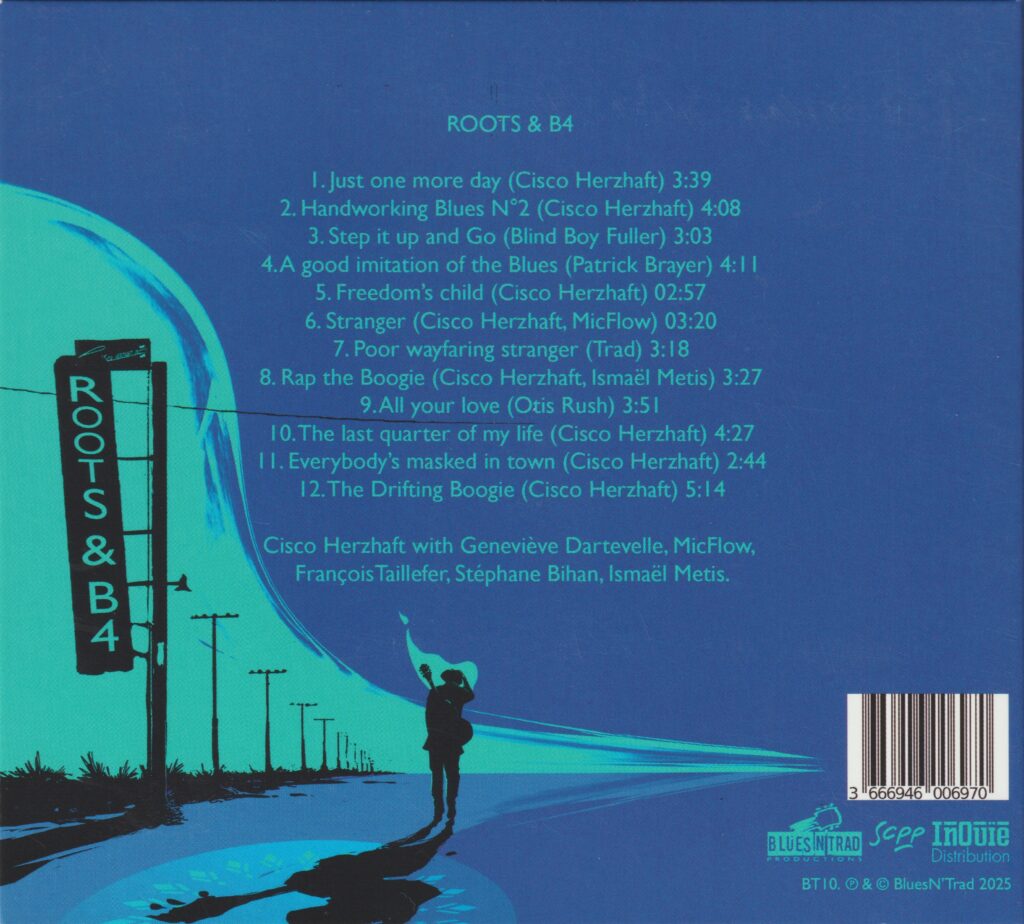 ROOTS & B4
1. Just one more day (Cisco Herzhaft) 3:39
2. Handworking Blues N°2 (Cisco Herzhaft) 4:08
3. Step it up and Go (Blind Boy Fuller) 3:03
4. A good imitation of the Blues (Patrick Brayer) 4:11
5. Freedom's child (Cisco Herzhaft) 02:57
6. Stranger (Cisco Herzhaft, MicFlow) 03:20
7. Poor wayfaring stranger (Trad) 3:18
8. Rap the Boogie (Cisco Herzhaft, Ismaël Metis) 3:27
9. All your love (Otis Rush) 3:51
10. The last quarter of my life (Cisco Herzhaft) 4:27
11. Everybody's masked in town (Cisco Herzhaft) 2:44
12. The Drifting Boogie (Cisco Herzhaft) 5:14
Cisco Herzhaft with Geneviève Dartevelle, MicFlow,
François Taillefer, Stéphane Bihan, Ismaël Metis.
ROOTS & B4
3 666946 006970
BLUES N TRAD
PRODUCTIONS
scpp
InOuïe
Distribution
BT10. ℗ & © BluesN'Trad 2025